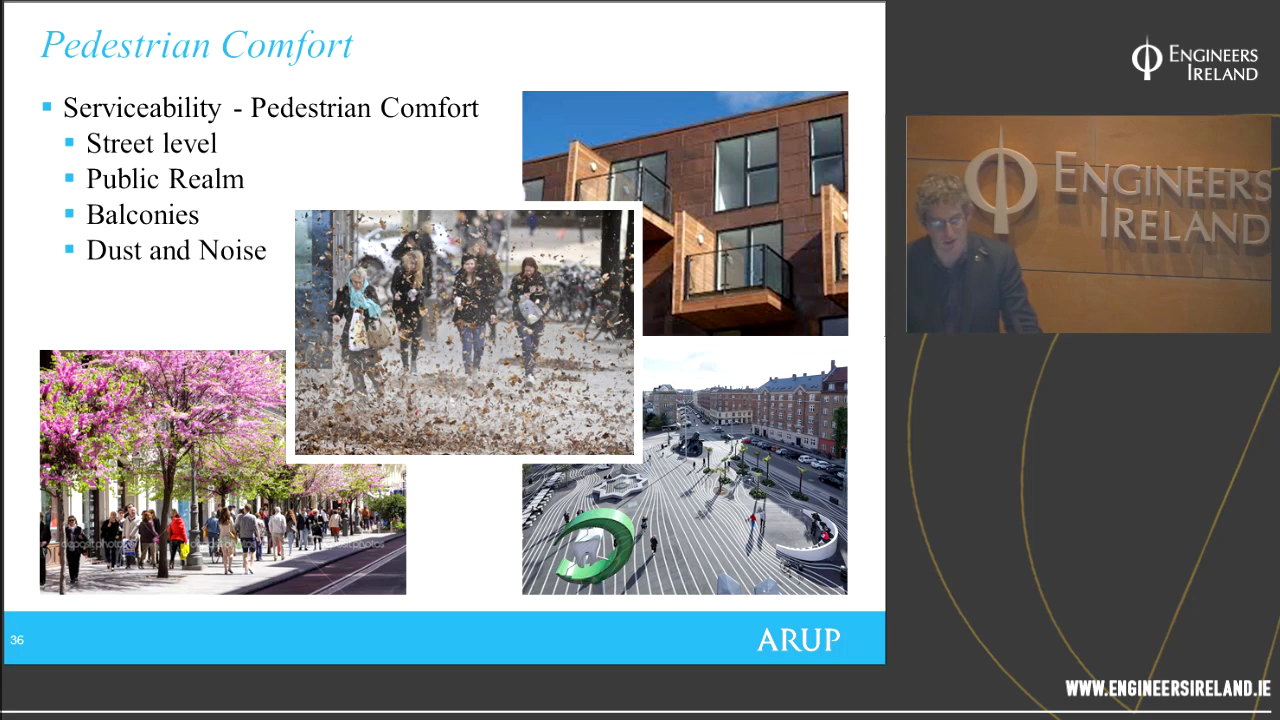 Pedestrian Comfort
Serviceability - Pedestrian Comfort
Street level
Public Realm
Balconies
Dust and Noise
depositphotos
36
ARUP
ENGINEERS
IRELAND
ENGINEERS
IRELAND
WWW.ENGINEERSIRELAND.IE